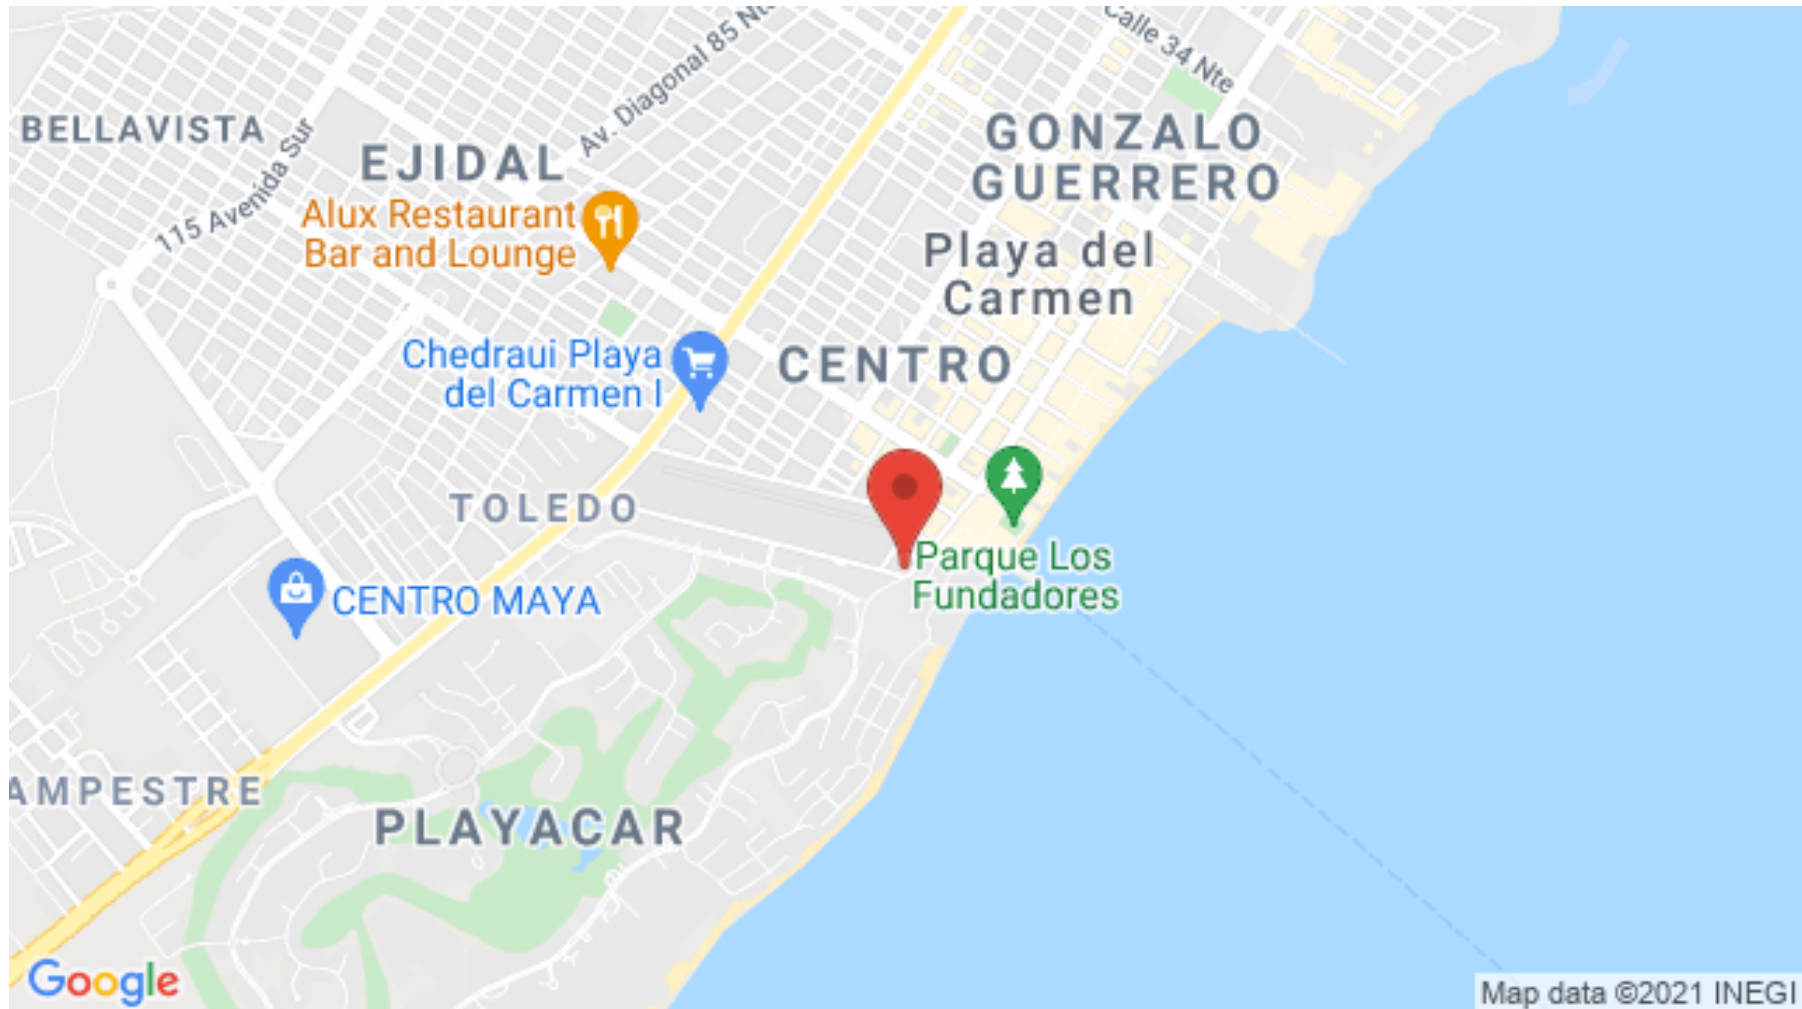 Calle 34 Nte
Av. Diagonal 85 Nte
BELLAVISTA
115 Avenida Sur
EJIDAL
GONZALO
GUERRERO
Alux Restaurant
Bar and Lounge
Playa del
Carmen
Chedraui Playa
del Carmen I
CENTRO
TOLEDO
Parque Los
Fundadores
CENTRO MAYA
AMPESTRE
PLAYACAR
Google
Map data ©2021 INEGI